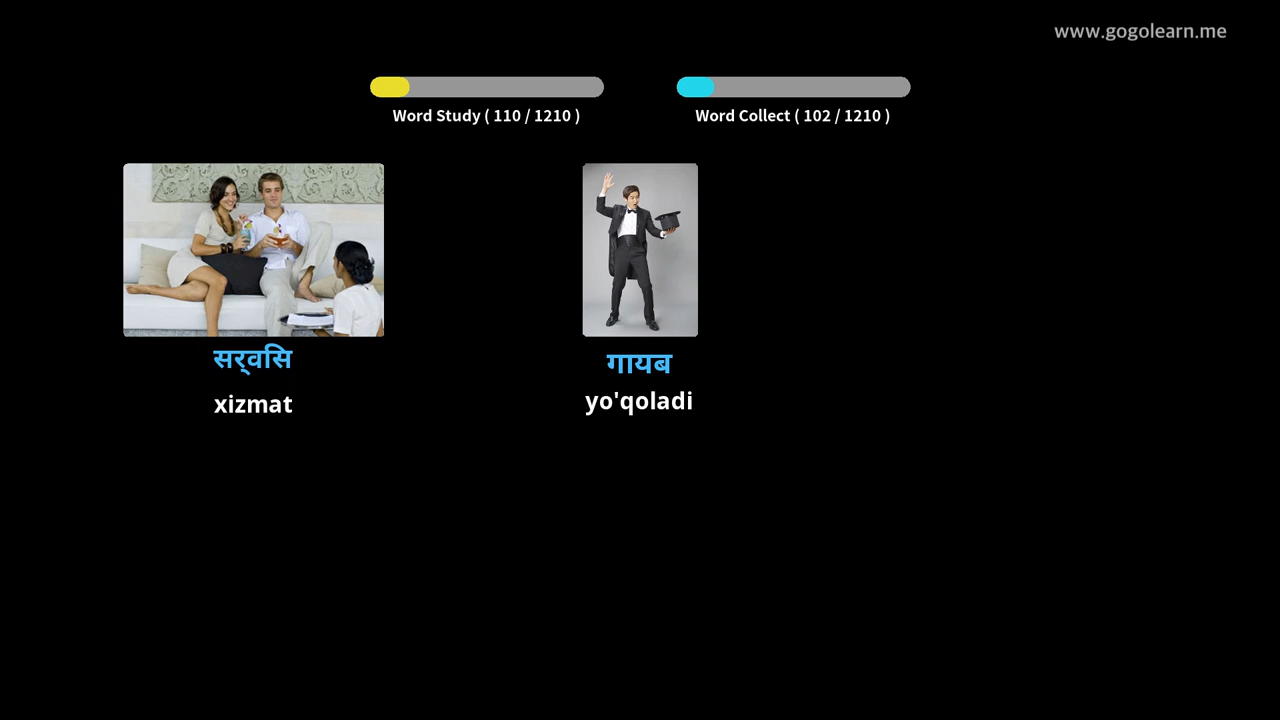 www.gogolearn.me
Word Study ( 110 / 1210 )
Word Collect ( 102 / 1210 )
सर्‌वसि
xizmat
गायब
yo'qoladi